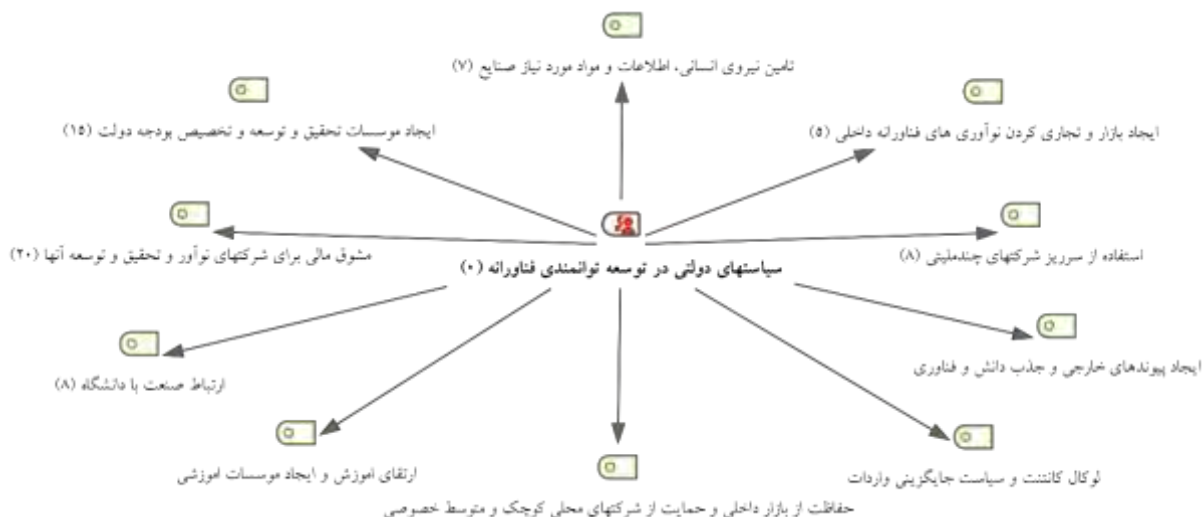 تامین نیروی انسانی، اطلاعات و مواد مورد نیاز صنایع (۷)
ایجاد موسسات تحقیق و توسعه و تخصیص بودجه دولت (۱۵)
ایجاد بازار و تجاری کردن نوآوری های فناورانه داخلی (۵)
مشوق مالی برای شرکتهای نوآور و تحقیق و توسعه آنها (۲۰)
استفاده از سرریز شرکتهای چندملیتی (۸)
سیاستهای دولتی در توسعه توانمندی فناورانه (۰)
ایجاد پیوندهای خارجی و جذب دانش و فناوری
ارتباط صنعت با دانشگاه (۸)
لوکال کانتنت و سیاست جایگزینی واردات
ارتقای اموزش و ایجاد موسسات اموزشی
حفاظت از بازار داخلی و حمایت از شرکتهای محلی کوچک و متوسط خصوصی